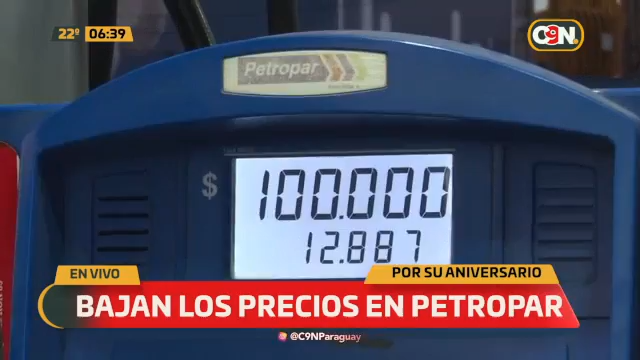 22º 06:39
C9N
Petropar
$ 100.000
12.887
EN VIVO
POR SU ANIVERSARIO
BAJAN LOS PRECIOS EN PETROPAR
@C9NParaguay